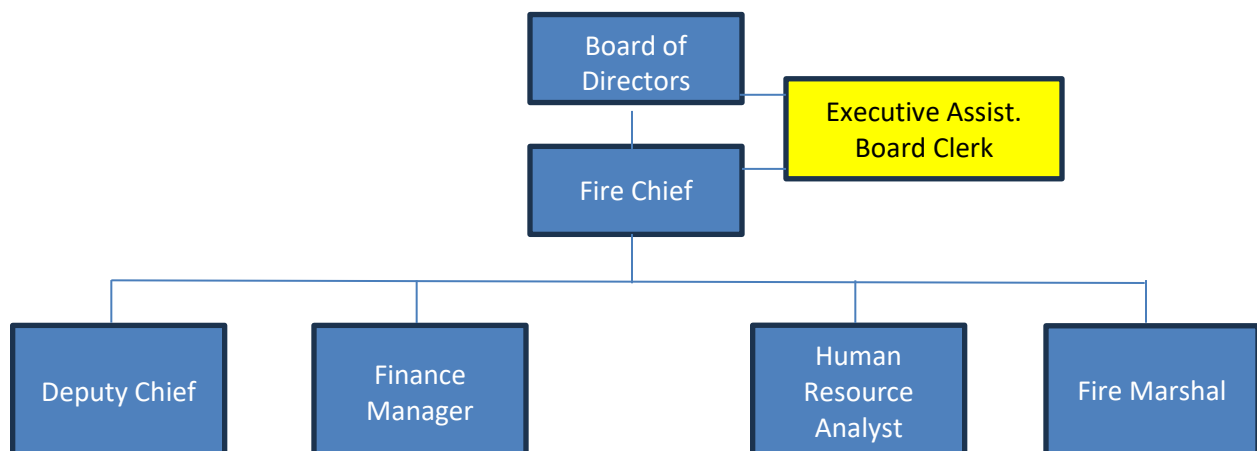 Board of
Directors
Executive Assist.
Board Clerk
Fire Chief
Deputy Chief
Finance
Manager
Human
Resource
Analyst
Fire Marshal